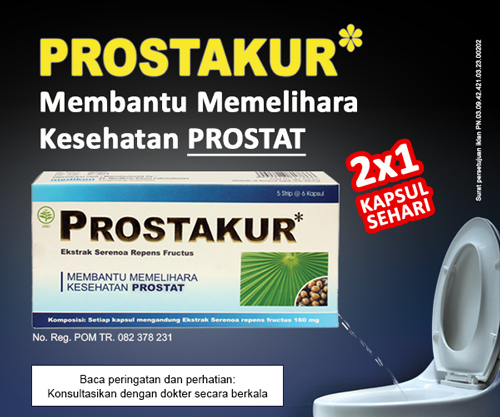 PROSTAKUR*
Membantu Memelihara
Kesehatan PROSTAT
Surat persetujuan iklan PN.03.09.42.421.03.23.00202
2x1
KAPSUL
SEHARI
5 Strip @ 6 Kapsul
JAMU
PROSTAKUR*
Ekstrak Serenoa Repens Fructus
MEMBANTU MEMELIHARA
KESEHATAN PROSTAT
Komposisi: Setiap kapsul mengandung Ekstrak Serenoa repens fructus 160 mg
No. Reg. POM TR. 082 378 231
Baca peringatan dan perhatian:
Konsultasikan dengan dokter secara berkala